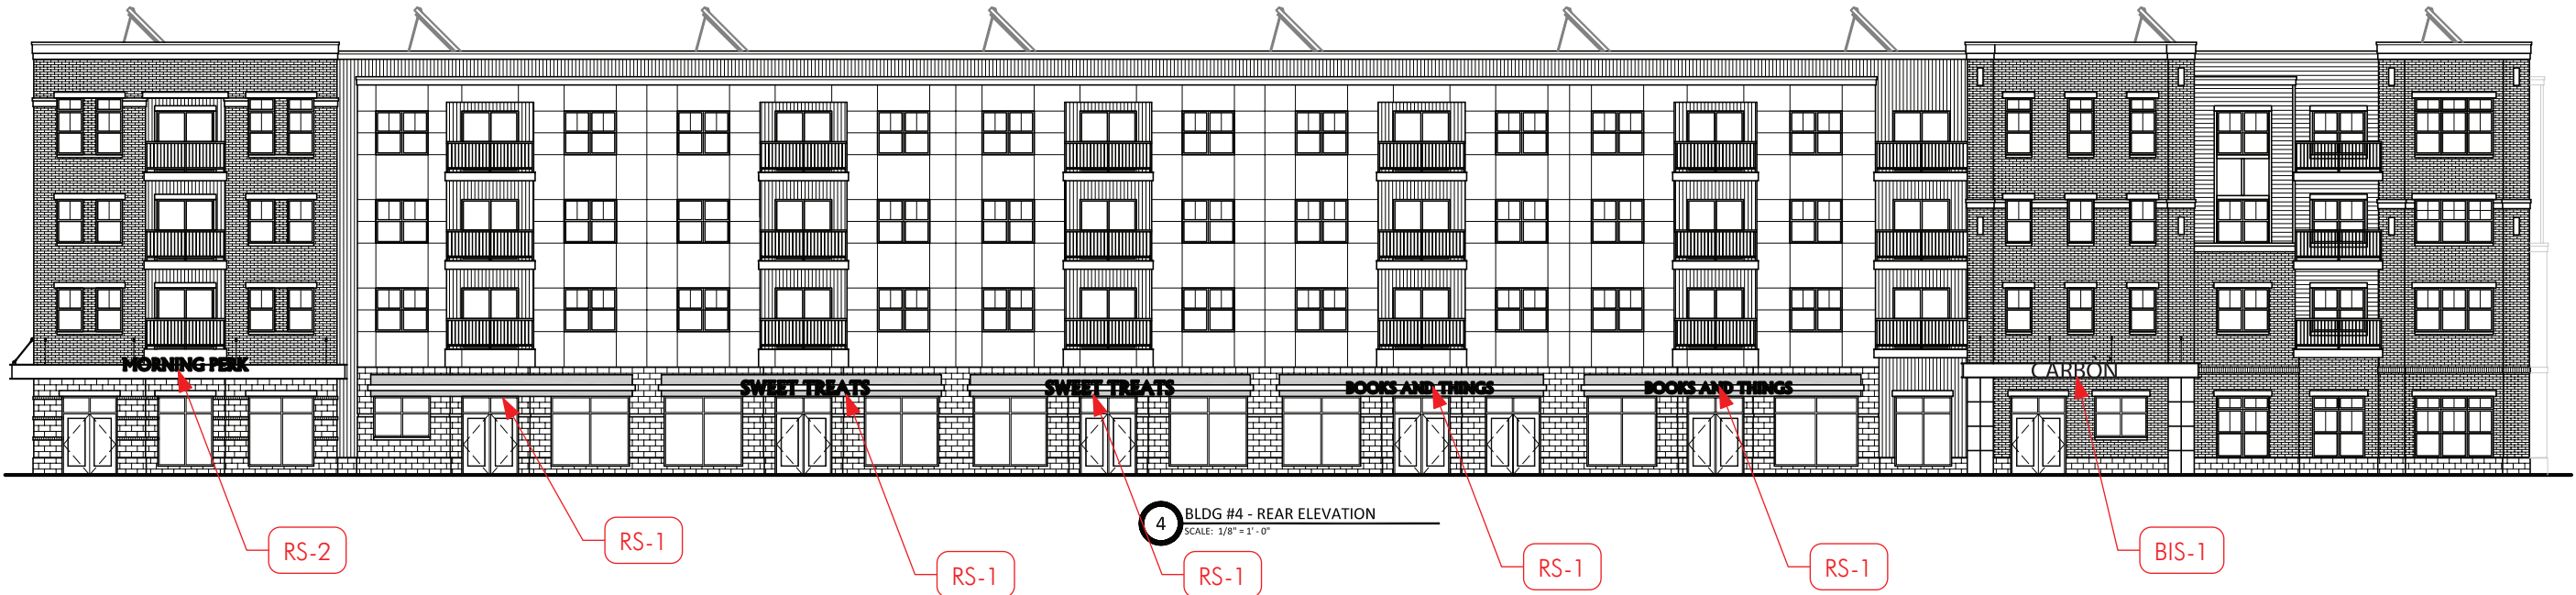 MORNING PERK
SWEET TREATS
SWEET TREATS
BOOKS AND THINGS
BOOKS AND THINGS
CARBON
4
BLDG #4 - REAR ELEVATION
SCALE: 1/8" = 1' - 0"
RS-2
RS-1
RS-1
RS-1
RS-1
RS-1
BIS-1